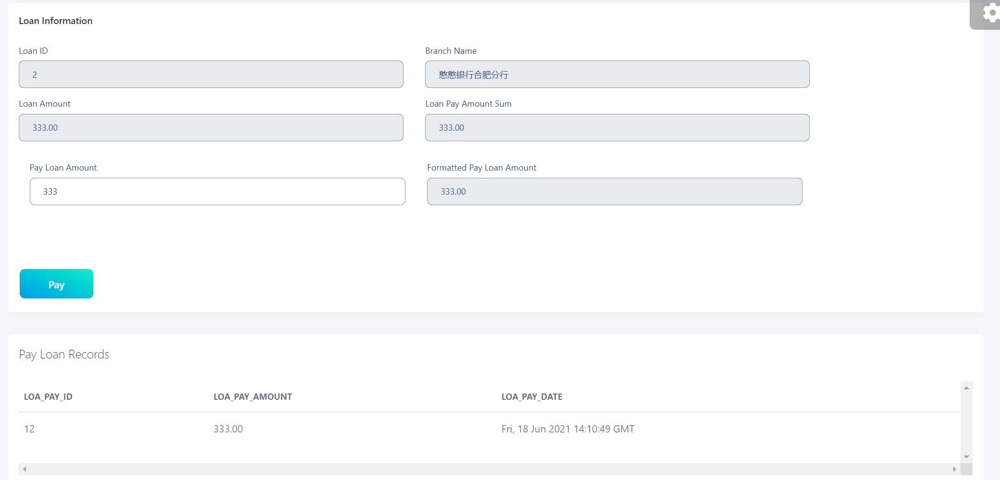 Loan Information
Loan ID
Branch Name
2
憨憨银行合肥分行
Loan Amount
Loan Pay Amount Sum
333.00
333.00
Pay Loan Amount
Formatted Pay Loan Amount
333
333.00
Pay
Pay Loan Records
LOA_PAY_ID
LOA_PAY_AMOUNT
LOA_PAY_DATE
12
333.00
Fri, 18 Jun 2021 14:10:49 GMT